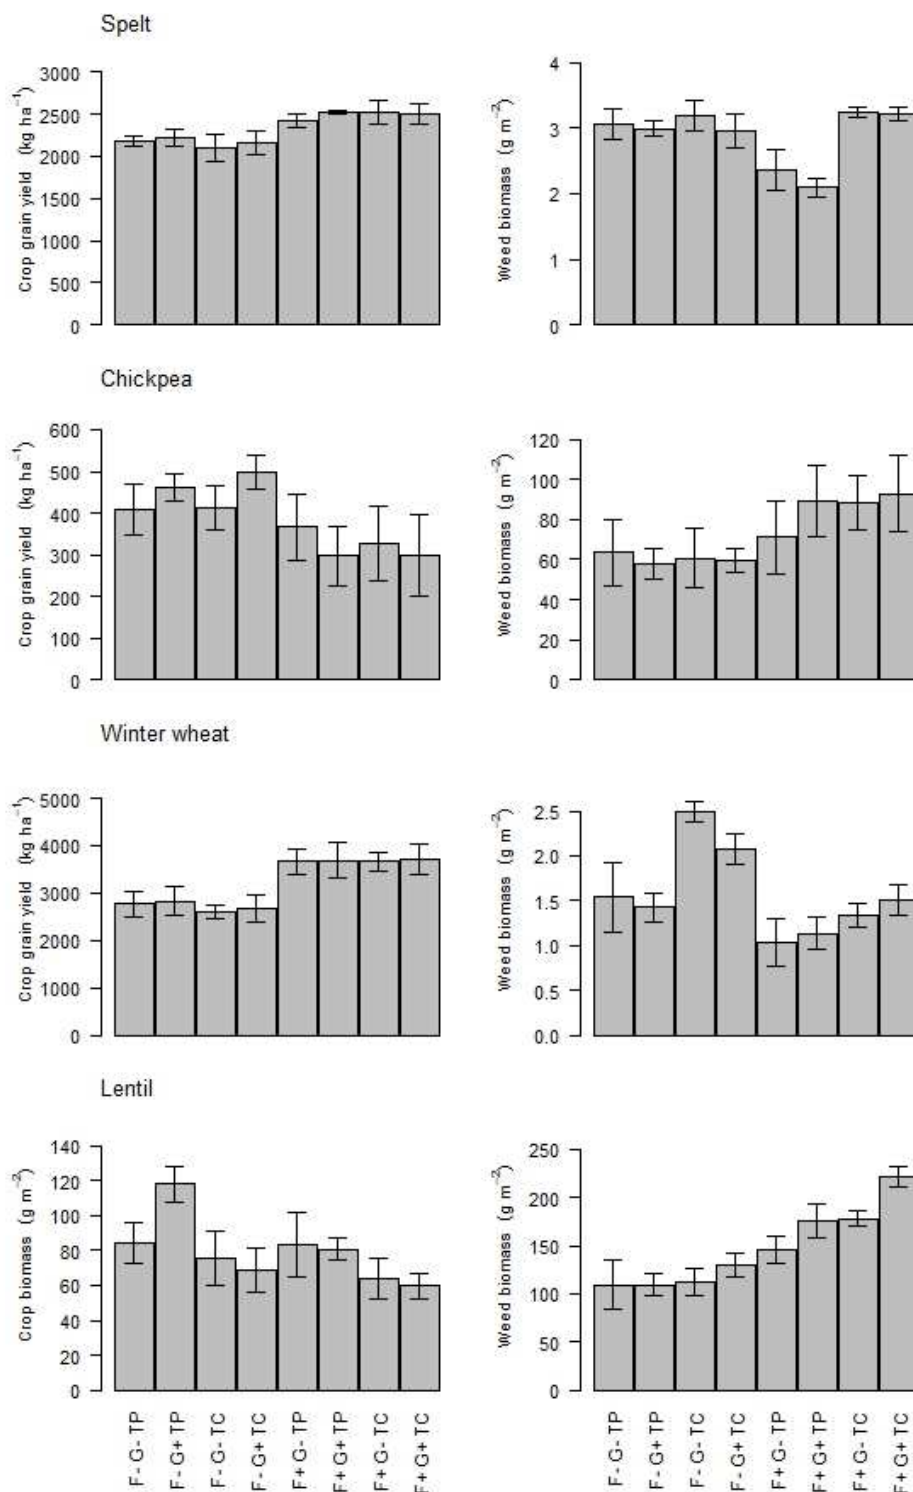 Spelt
Crop grain yield (kg ha⁻¹)
3000
2500
2000
1500
1000
500
0
Weed biomass (g m⁻²)
4
3
2
1
0
Chickpea
Crop grain yield (kg ha⁻¹)
600
500
400
300
200
100
0
Weed biomass (g m⁻²)
120
100
80
60
40
20
0
Winter wheat
Crop grain yield (kg ha⁻¹)
5000
4000
3000
2000
1000
0
Weed biomass (g m⁻²)
2.5
2.0
1.5
1.0
0.5
0.0
Lentil
Crop biomass (g m⁻²)
140
120
100
80
60
40
20
0
Weed biomass (g m⁻²)
250
200
150
100
50
0
F- G- TP
F- G+ TP
F- G- TC
F- G+ TC
F+ G- TP
F+ G+ TP
F+ G- TC
F+ G+ TC
F- G- TP
F- G+ TP
F- G- TC
F- G+ TC
F+ G- TP
F+ G+ TP
F+ G- TC
F+ G+ TC